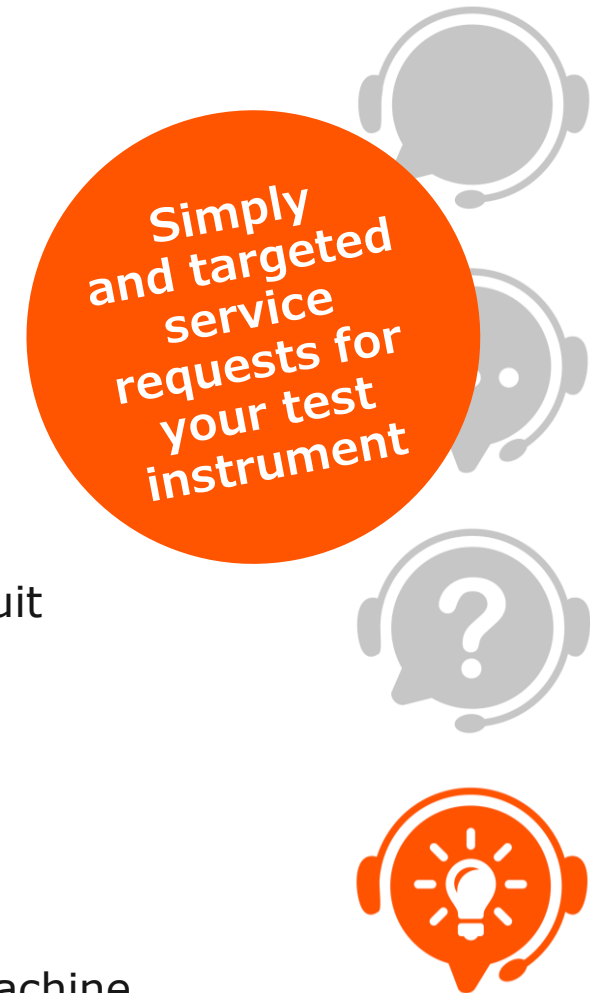 Simply
and targeted
service
requests for
your test
instrument
uit
achine